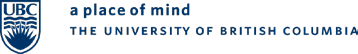 UBC
a place of mind
THE UNIVERSITY OF BRITISH COLUMBIA